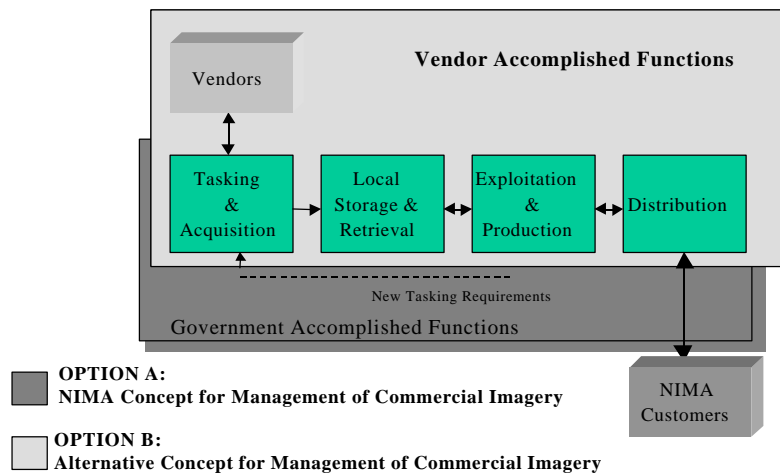 Vendor Accomplished Functions
Vendors
Tasking
&
Acquisition
Local
Storage &
Retrieval
Exploitation
&
Production
Distribution
New Tasking Requirements
Government Accomplished Functions
OPTION A:
NIMA Concept for Management of Commercial Imagery
NIMA
Customers
OPTION B:
Alternative Concept for Management of Commercial Imagery